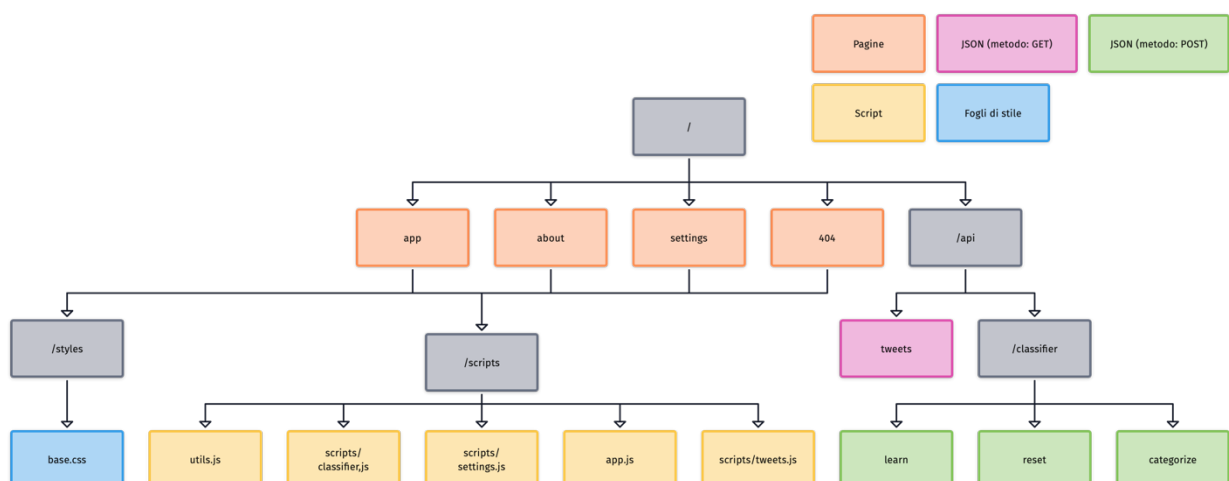 Pagine
JSON (metodo: GET)
JSON (metodo: POST)
Script
Fogli di stile
/
app
about
settings
404
/api
/styles
/scripts
tweets
/classifier
base.css
utils.js
scripts/
classifier,js
scripts/
settings.js
app.js
scripts/tweets.js
learn
reset
categorize